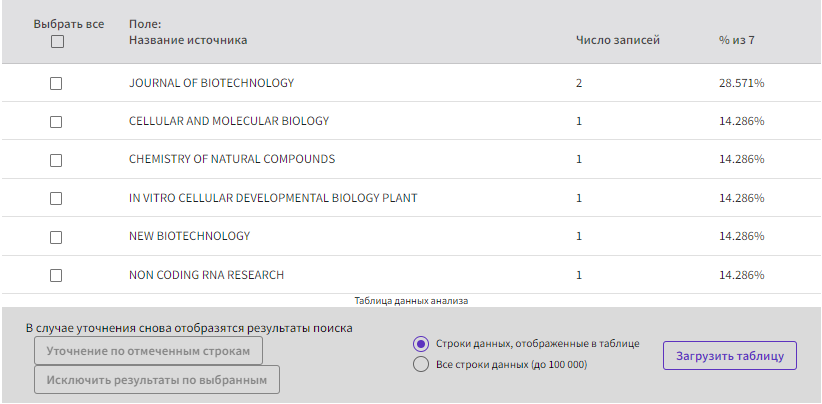 Выбрать все Поле:
Название источника Число записей % из 7
JOURNAL OF BIOTECHNOLOGY 2 28.571%
CELLULAR AND MOLECULAR BIOLOGY 1 14.286%
CHEMISTRY OF NATURAL COMPOUNDS 1 14.286%
IN VITRO CELLULAR DEVELOPMENTAL BIOLOGY PLANT 1 14.286%
NEW BIOTECHNOLOGY 1 14.286%
NON CODING RNA RESEARCH 1 14.286%
Таблица данных анализа
В случае уточнения снова отобразятся результаты поиска
Уточнение по отмеченным строкам
Исключить результаты по выбранным
Строки данных, отображенные в таблице
Все строки данных (до 100 000)
Загрузить таблицу